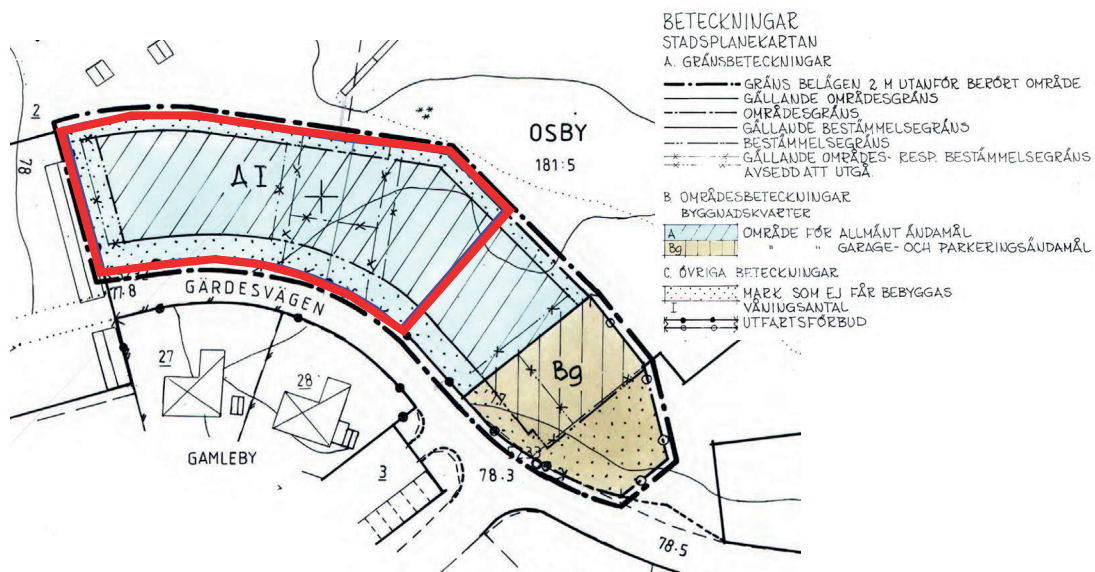 BETECKNINGAR
STADSPLANEKARTAN
A. GRÄNSBETECKNINGAR
GRÄNS BELÄGEN 2 M UTANFÖR BERÖRT OMRÅDE
GÄLLANDE OMRÅDESGRÄNS
OMRÅDESGRÄNS
GÄLLANDE BESTÄMMELSEGRÄNS
BESTÄMMELSEGRÄNS
GÄLLANDE OMRÅDES- RESP. BESTÄMMELSEGRÄNS
AVSEDD ATT UTGÅ.
B. OMRÅDESBETECKNINGAR
BYGGNADSKVARTER
A OMRÅDE FÖR ALLMÄNT ÄNDAMÅL
Bg " " GARAGE- OCH PARKERINGSÄNDAMÅL
C. ÖVRIGA BETECKNINGAR
MARK SOM EJ FÅR BEBYGGAS
I VÅNINGSANTAL
UTFARTSFÖRBUD
2
OSBY
181:5
78
A I
77.8
GÄRDESVÄGEN
27
28
Bg
77
GAMLEBY
3
78.3
78.5